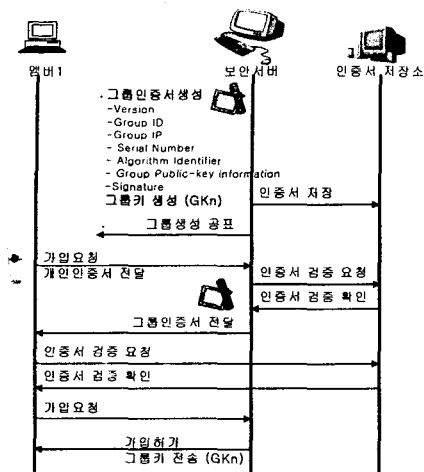 멤버1
보안서버
인증서 저장소
. 그룹인증서생성
-Version
-Group ID
-Group IP
- Serial Number
- Algorithm Identifier
- Group Public-key information
-Signature
그룹키 생성 (GKn)
인증서 저장
그룹생성 공표
가입요청
개인인증서 전달
인증서 검증 요청
인증서 검증 확인
그룹인증서 전달
인증서 검증 요청
인증서 검증 확인
가입요청
가입허가
그룹키 전송 (GKn)